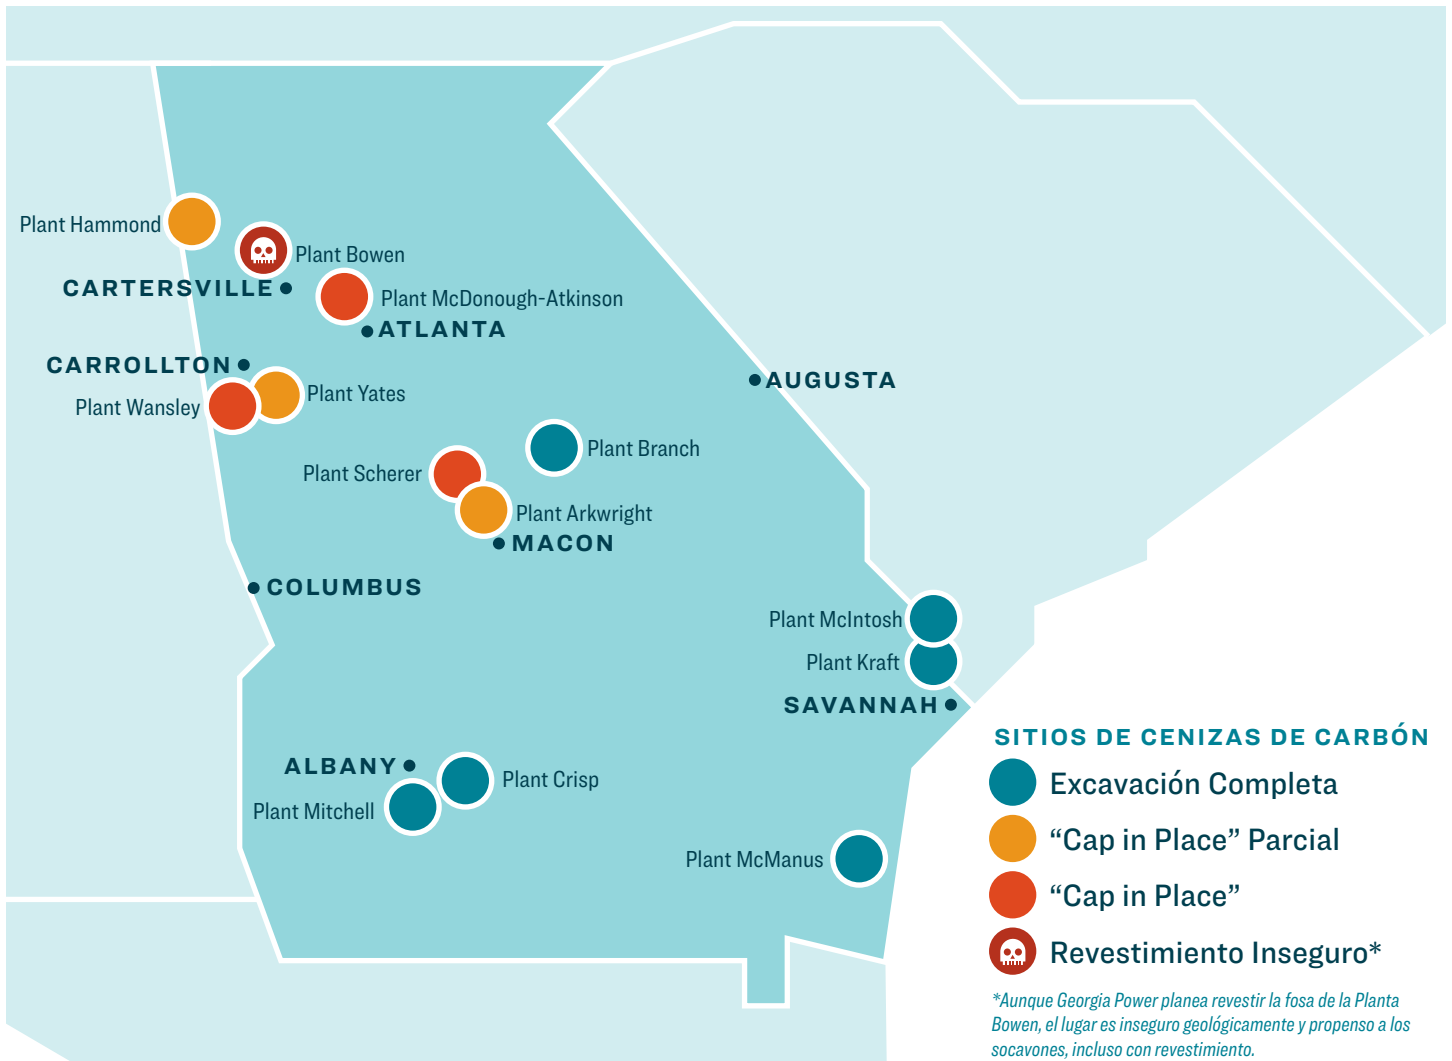 Plant Hammond
Plant Bowen
CARTERSVILLE
Plant McDonough-Atkinson
ATLANTA
CARROLLTON
AUGUSTA
Plant Yates
Plant Wansley
Plant Branch
Plant Scherer
Plant Arkwright
MACON
COLUMBUS
Plant McIntosh
Plant Kraft
SAVANNAH
ALBANY
Plant Crisp
Plant Mitchell
Plant McManus
SITIOS DE CENIZAS DE CARBÓN
Excavación Completa
“Cap in Place” Parcial
“Cap in Place”
Revestimiento Inseguro*
*Aunque Georgia Power planea revestir la fosa de la Planta
Bowen, el lugar es inseguro geológicamente y propenso a los
socavones, incluso con revestimiento.